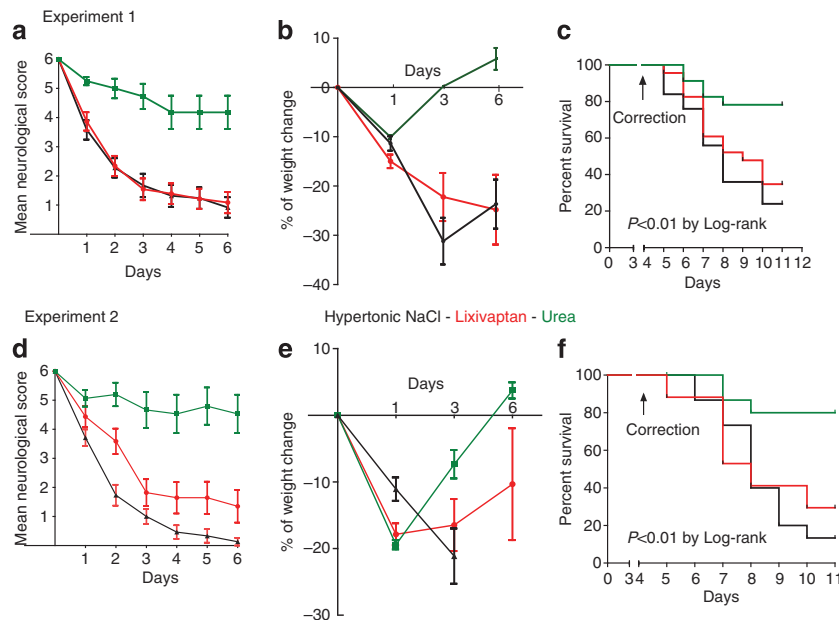 Experiment 1
a
Mean neurological score
6
5
4
3
2
1
1 2 3 4 5 6
Days
b
% of weight change
10
0
–10
–20
–30
–40
Days
1 3 6
c
Percent survival
100
80
60
40
20
0
Correction
P<0.01 by Log-rank
0 1 2 3 4 5 6 7 8 9 10 11 12
Days
Experiment 2
Hypertonic NaCl - Lixivaptan - Urea
d
Mean neurological score
6
5
4
3
2
1
1 2 3 4 5 6
Days
e
% of weight change
10
0
–10
–20
–30
Days
1 3 6
f
Percent survival
100
80
60
40
20
0
Correction
P<0.01 by Log-rank
0 1 2 3 4 5 6 7 8 9 10 11
Days